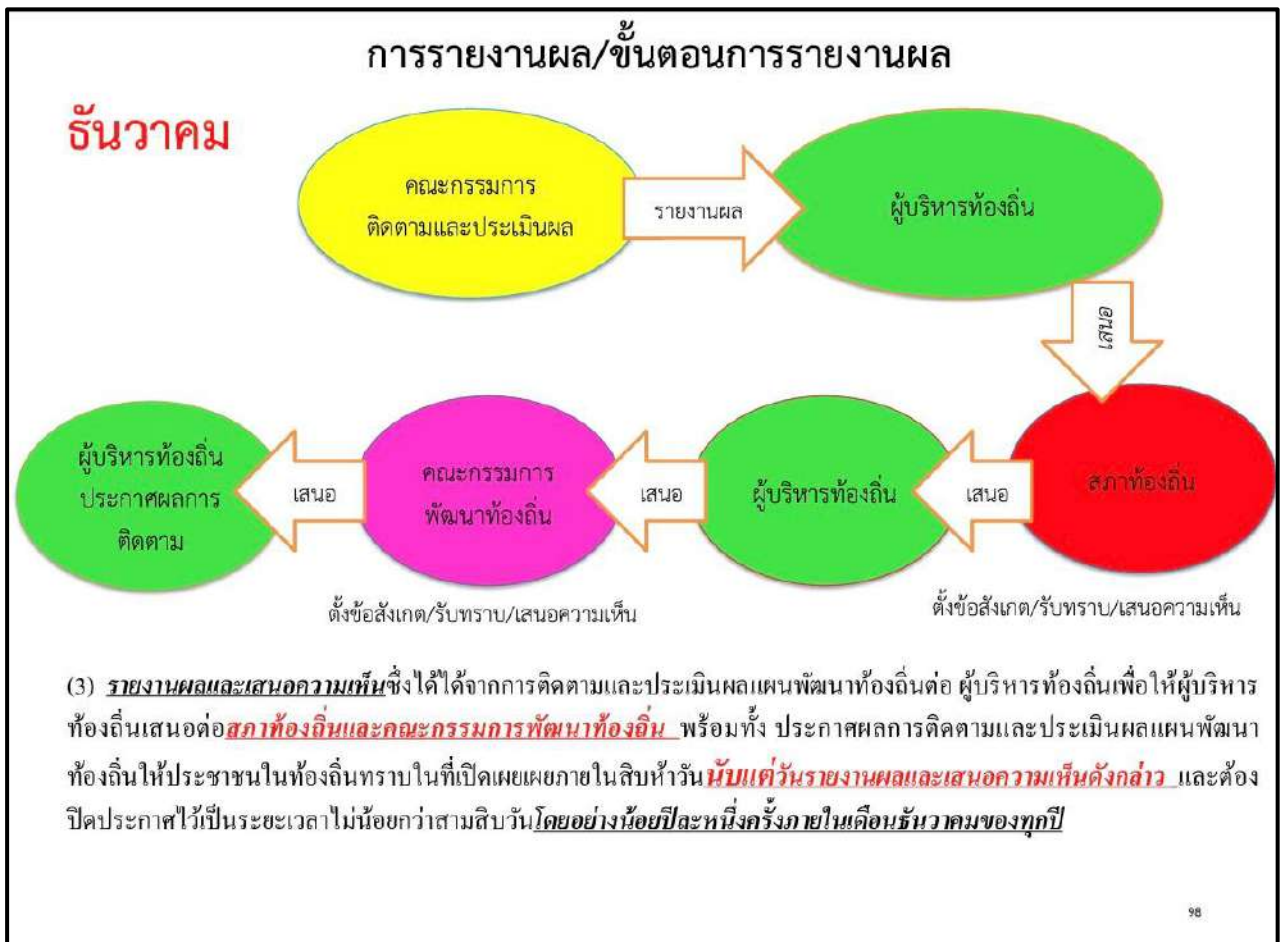 การรายงานผล/ขั้นตอนการรายงานผล
ธันวาคม
คณะกรรมการ
ติดตามและประเมินผล
รายงานผล
ผู้บริหารท้องถิ่น
เสนอ
สภาท้องถิ่น
เสนอ
ผู้บริหารท้องถิ่น
เสนอ
คณะกรรมการ
พัฒนาท้องถิ่น
เสนอ
ผู้บริหารท้องถิ่น
ประกาศผลการ
ติดตาม
ตั้งข้อสังเกต/รับทราบ/เสนอความเห็น
ตั้งข้อสังเกต/รับทราบ/เสนอความเห็น
(3) รายงานผลและเสนอความเห็นซึ่งได้ได้จากการติดตามและประเมินผลแผนพัฒนาท้องถิ่นต่อ ผู้บริหารท้องถิ่นเพื่อให้ผู้บริหาร
ท้องถิ่นเสนอต่อสภาท้องถิ่นและคณะกรรมการพัฒนาท้องถิ่น พร้อมทั้ง ประกาศผลการติดตามและประเมินผลแผนพัฒนา
ท้องถิ่นให้ประชาชนในท้องถิ่นทราบในที่เปิดเผยเผยภายในสิบห้าวันนับแต่วันรายงานผลและเสนอความเห็นดังกล่าว และต้อง
ปิดประกาศไว้เป็นระยะเวลาไม่น้อยกว่าสามสิบวันโดยอย่างน้อยปีละหนึ่งครั้งภายในเดือนธันวาคมของทุกปี
98